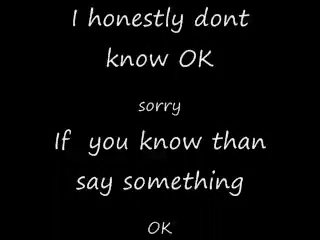 I honestly dont
know OK
sorry
If you know than
say something
OK